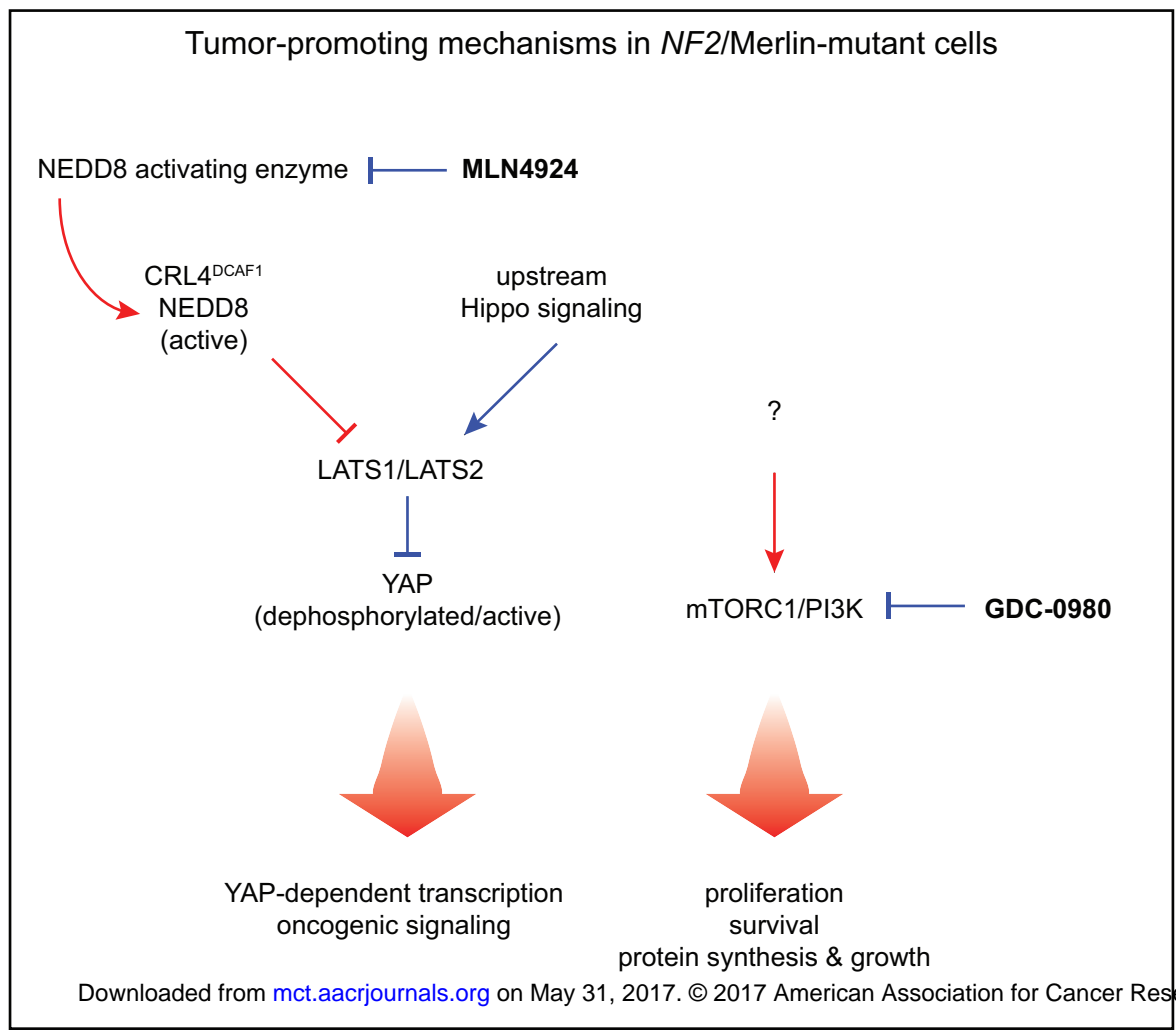 Tumor-promoting mechanisms in NF2/Merlin-mutant cells
NEDD8 activating enzyme
MLN4924
CRL4DCAF1
NEDD8
(active)
upstream
Hippo signaling
?
LATS1/LATS2
YAP
(dephosphorylated/active)
mTORC1/PI3K
GDC-0980
YAP-dependent transcription
oncogenic signaling
proliferation
survival
protein synthesis & growth
Downloaded from mct.aacrjournals.org on May 31, 2017. © 2017 American Association for Cancer Res